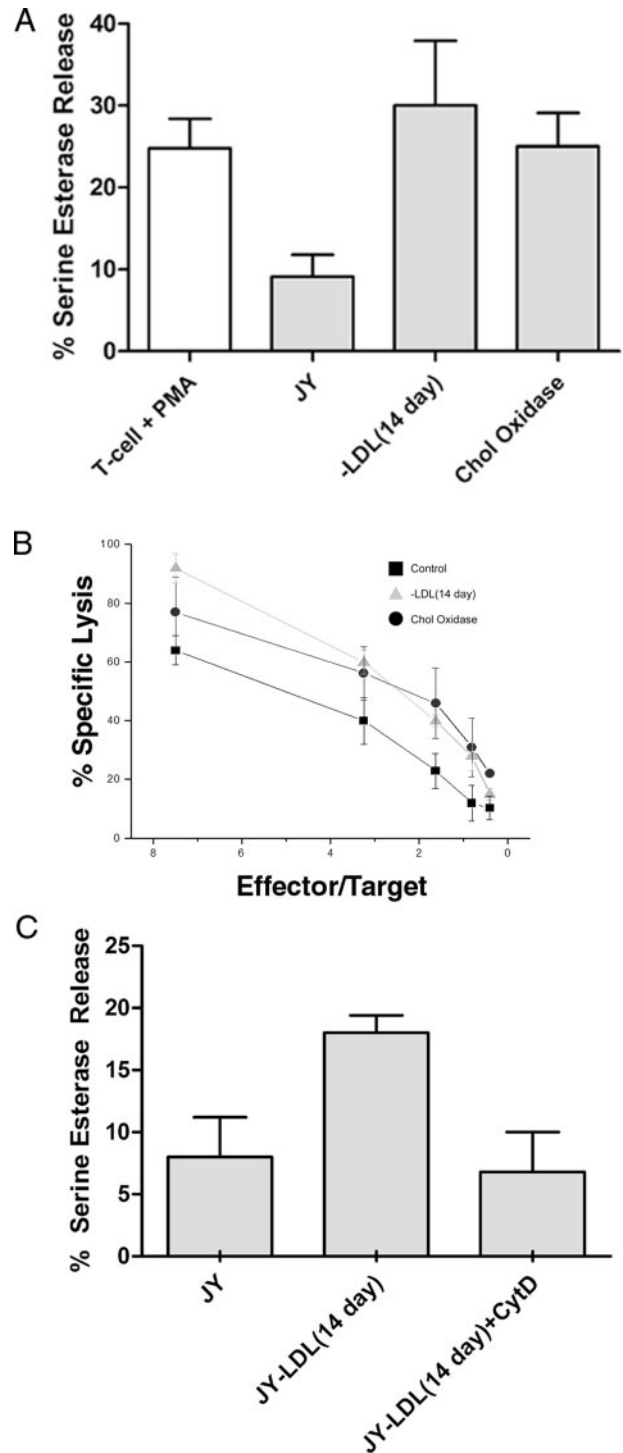 A
% Serine Esterase Release
40
30
20
10
0
T-cell + PMA
JY
-LDL(14 day)
Chol Oxidase
B
% Specific Lysis
100
80
60
40
20
0
Control
-LDL(14 day)
Chol Oxidase
8 6 4 2 0
Effector/Target
C
% Serine Esterase Release
25
20
15
10
5
0
JY
JY-LDL(14 day)
JY-LDL(14 day)+CytD